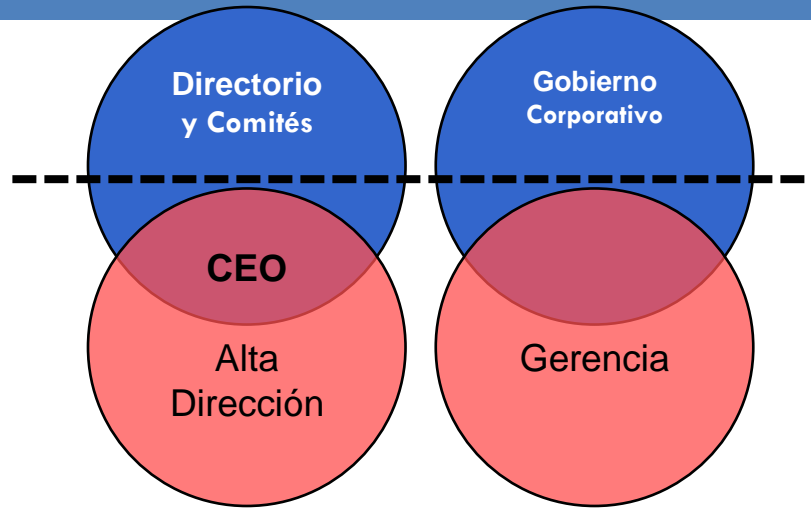 Directorio
y Comités
Gobierno
Corporativo
CEO
Alta
Dirección
Gerencia